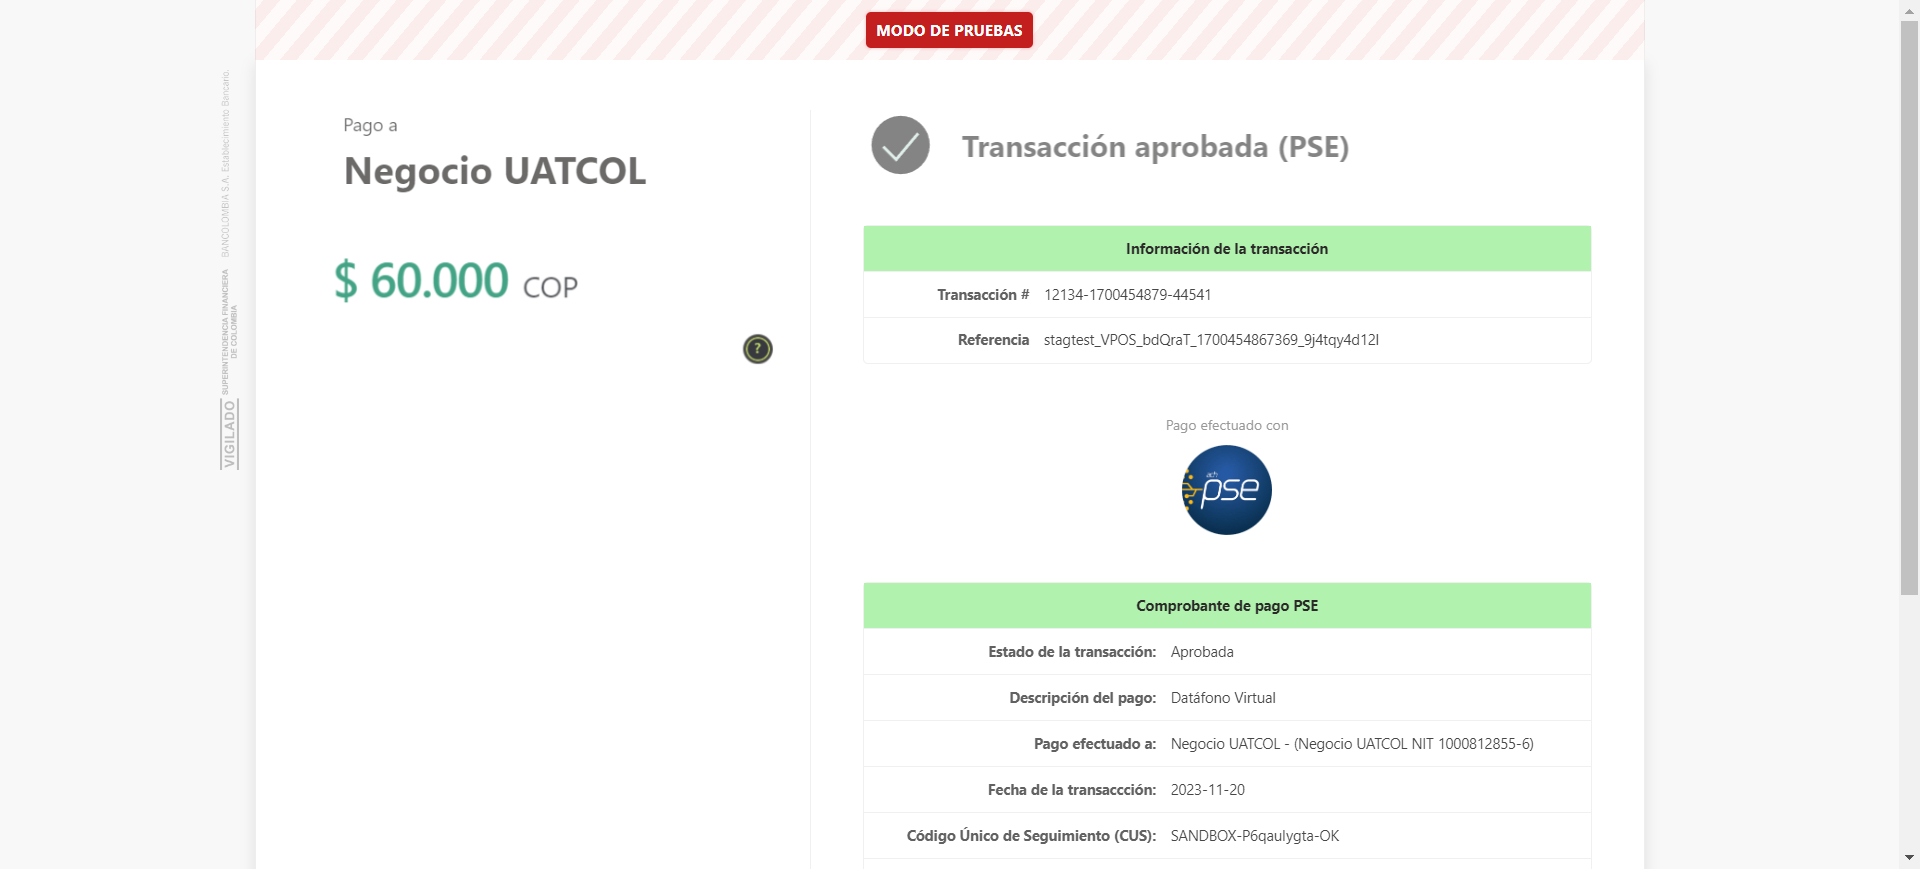 MODO DE PRUEBAS
BANCOLOMBIA S.A. Establecimiento Bancario.
SUPERINTENDENCIA FINANCIERA
DE COLOMBIA
VIGILADO
Pago a
Negocio UATCOL
$ 60.000 COP
?
Transacción aprobada (PSE)
Información de la transacción
Transacción # 12134-1700454879-44541
Referencia stagtest_VPOS_bdQraT_1700454867369_9j4tqy4d12l
Pago efectuado con
ach
pse
Comprobante de pago PSE
Estado de la transacción: Aprobada
Descripción del pago: Datáfono Virtual
Pago efectuado a: Negocio UATCOL - (Negocio UATCOL NIT 1000812855-6)
Fecha de la transaccción: 2023-11-20
Código Único de Seguimiento (CUS): SANDBOX-P6qaulygta-OK